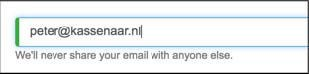 peter@kassenaar.nl
We'll never share your email with anyone else.